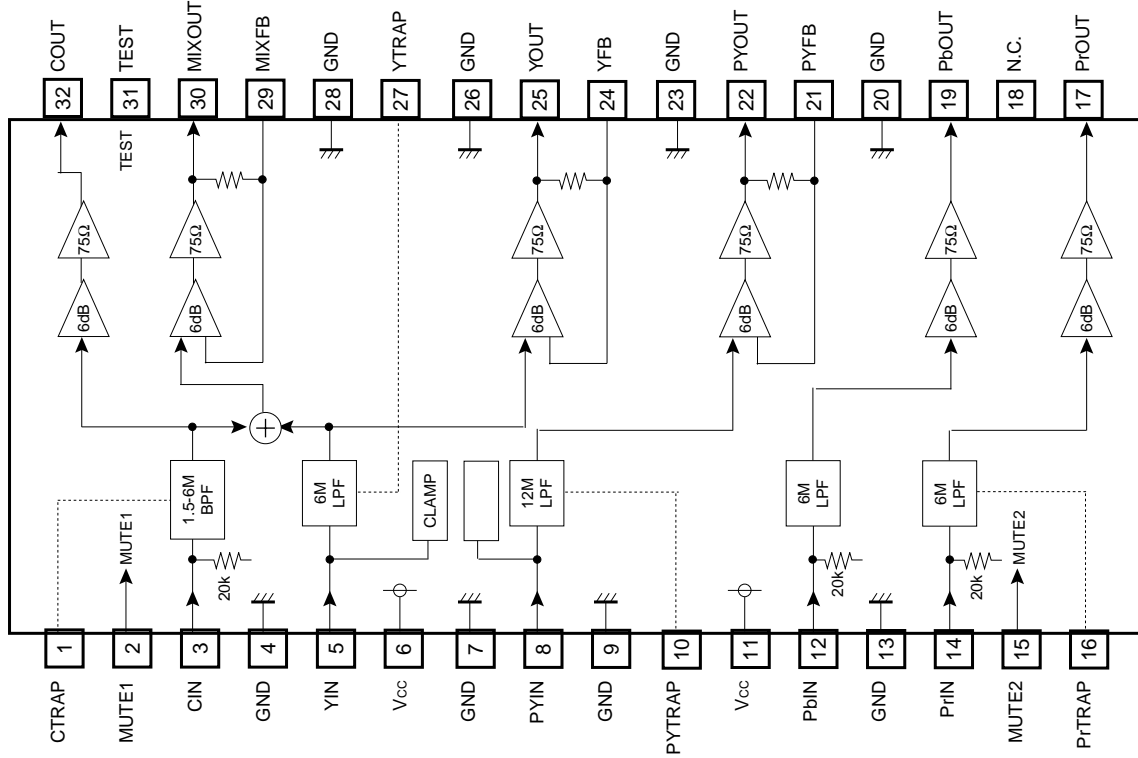 COUT
TEST
MIXOUT
MIXFB
GND
YTRAP
GND
YOUT
YFB
GND
PYOUT
PYFB
GND
PbOUT
N.C.
PrOUT
32
31
30
29
28
27
26
25
24
23
22
21
20
19
18
17
TEST
75Ω
75Ω
75Ω
75Ω
75Ω
75Ω
6dB
6dB
6dB
6dB
6dB
6dB
+
1.5-6M
BPF
6M
LPF
CLAMP
12M
LPF
6M
LPF
6M
LPF
MUTE1
20k
20k
20k
MUTE2
1
2
3
4
5
6
7
8
9
10
11
12
13
14
15
16
CTRAP
MUTE1
CIN
GND
YIN
Vcc
GND
PYIN
GND
PYTRAP
Vcc
PbIN
GND
PrIN
MUTE2
PrTRAP